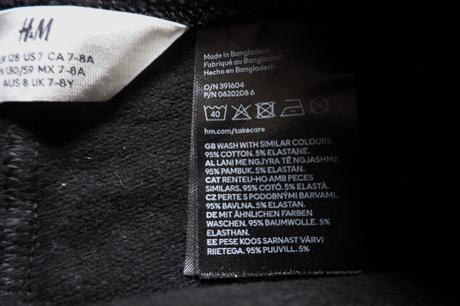 H&M
128 US 7 CA 7-8A
130/59 MX 7-8A
AUS 8 UK 7-8Y
Made in Bangladesh
Fabriqué au Bangladesh
Hecho en Bangladesh
O/N 391604
P/N 0620208 6
40
hm.com/takecare
GB WASH WITH SIMILAR COLOURS.
95% COTTON. 5% ELASTANE.
AL LANI ME NGJYRA TË NGJASHME.
95% PAMBUK. 5% ELASTAN.
CAT RENTEU-HO AMB PECES
SIMILARS. 95% COTÓ. 5% ELASTÀ.
CZ PERTE S PODOBNÝMI BARVAMI.
95% BAVLNA. 5% ELASTAN.
DE MIT ÄHNLICHEN FARBEN
WASCHEN. 95% BAUMWOLLE. 5%
ELASTHAN.
EE PESE KOOS SARNAST VÄRVI
RIIETEGA. 95% PUUVILL. 5%